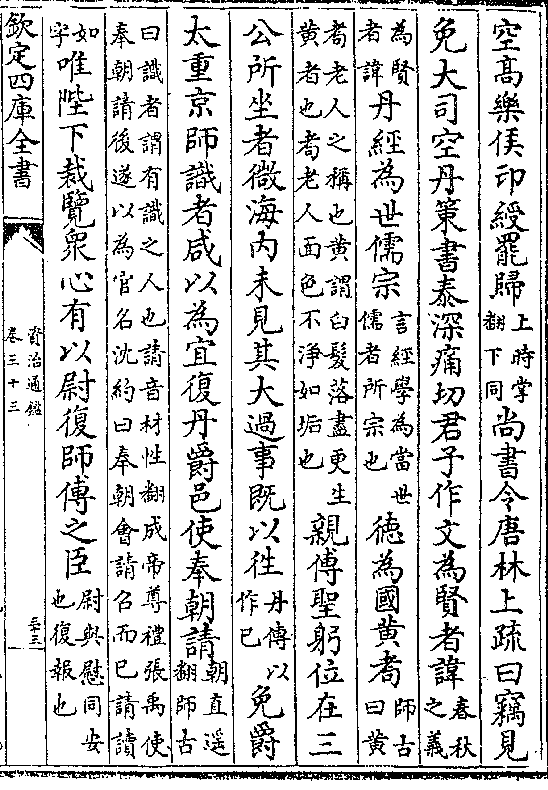 空高樂侯印綬罷歸上時掌翻下同尚書令唐林上疏曰竊見
免大司空丹策書泰深痛切君子作文為賢者諱春秋之義
為賢者諱丹經為世儒宗言經學為當世儒者所宗也德為國黄耇師古曰黄
耇老人之稱也黄謂白髮落盡更生黄者也耇老人面色不淨如垢也親傅聖躬位在三
公所坐者微海内未見其大過事既以往丹傳以作已免爵
太重京師識者咸以為宜復丹爵邑使奉朝請朝直遥翻師古
曰識者謂有識之人也請音材性翻成帝尊禮張禹使奉朝請後遂以為官名沈約曰奉朝會請召而已請讀
如字唯陛下裁覽衆心有以尉復師傅之臣尉與慰同安也復報也
欽定四庫全書
資治通鑑
卷三十三